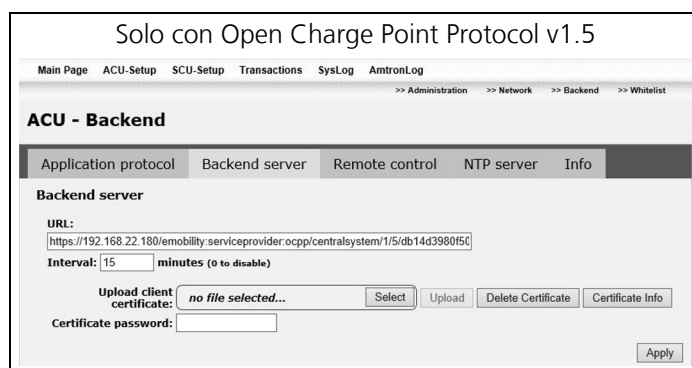 Solo con Open Charge Point Protocol v1.5
Main Page ACU-Setup SCU-Setup Transactions SysLog AmtronLog
>> Administration >> Network >> Backend >> Whitelist
ACU - Backend
Application protocol Backend server Remote control NTP server Info
Backend server
URL:
https://192.168.22.180/emobility:serviceprovider:ocpp/centralsystem/1/5/db14d3980f50
Interval: 15 minutes (0 to disable)
Upload client
certificate: no file selected... Select Upload Delete Certificate Certificate Info
Certificate password:
Apply